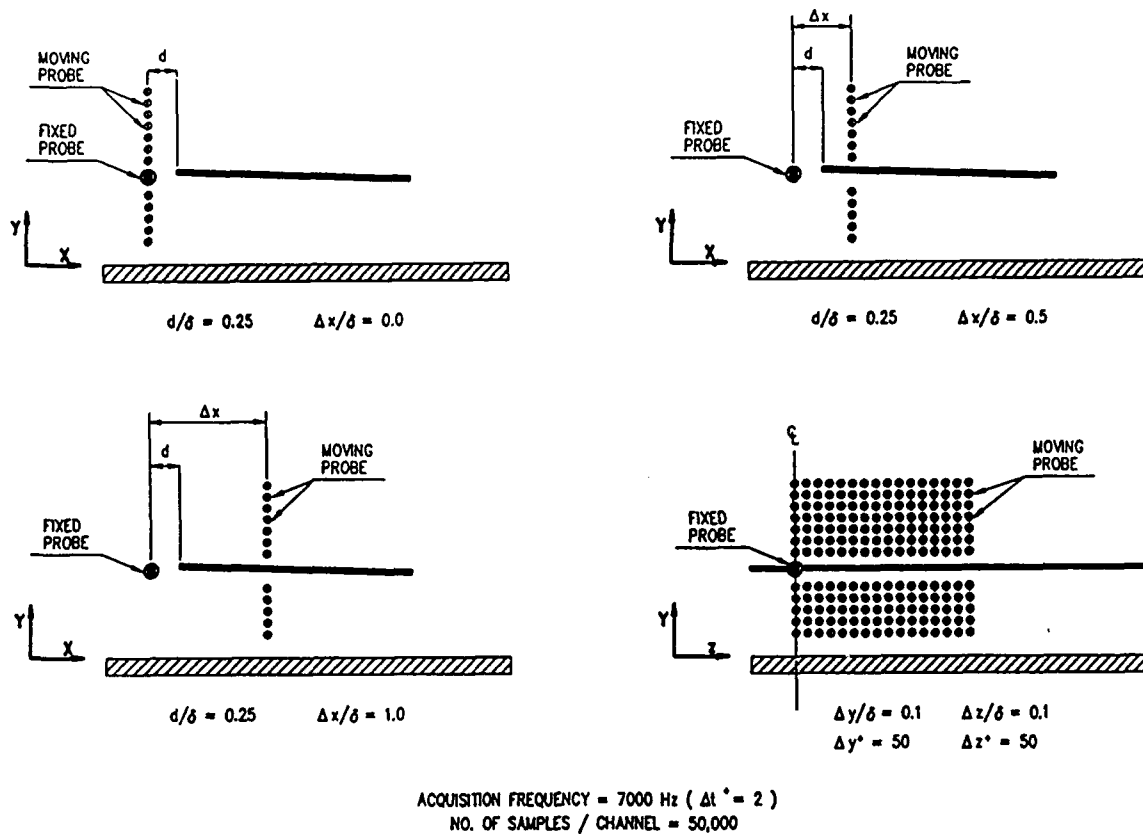 Δx
d
d
MOVING
PROBE
MOVING
PROBE
FIXED
PROBE
FIXED
PROBE
Y
X
Y
X
d/δ = 0.25 Δx/δ = 0.0
d/δ = 0.25 Δx/δ = 0.5
Δx
d
MOVING
PROBE
FIXED
PROBE
Y
X
d/δ = 0.25 Δx/δ = 1.0
℄
MOVING
PROBE
FIXED
PROBE
Y
z
Δy/δ = 0.1 Δz/δ = 0.1
Δy⁺ = 50 Δz⁺ = 50
ACQUISITION FREQUENCY = 7000 Hz ( Δt ⁺ = 2 )
NO. OF SAMPLES / CHANNEL = 50,000